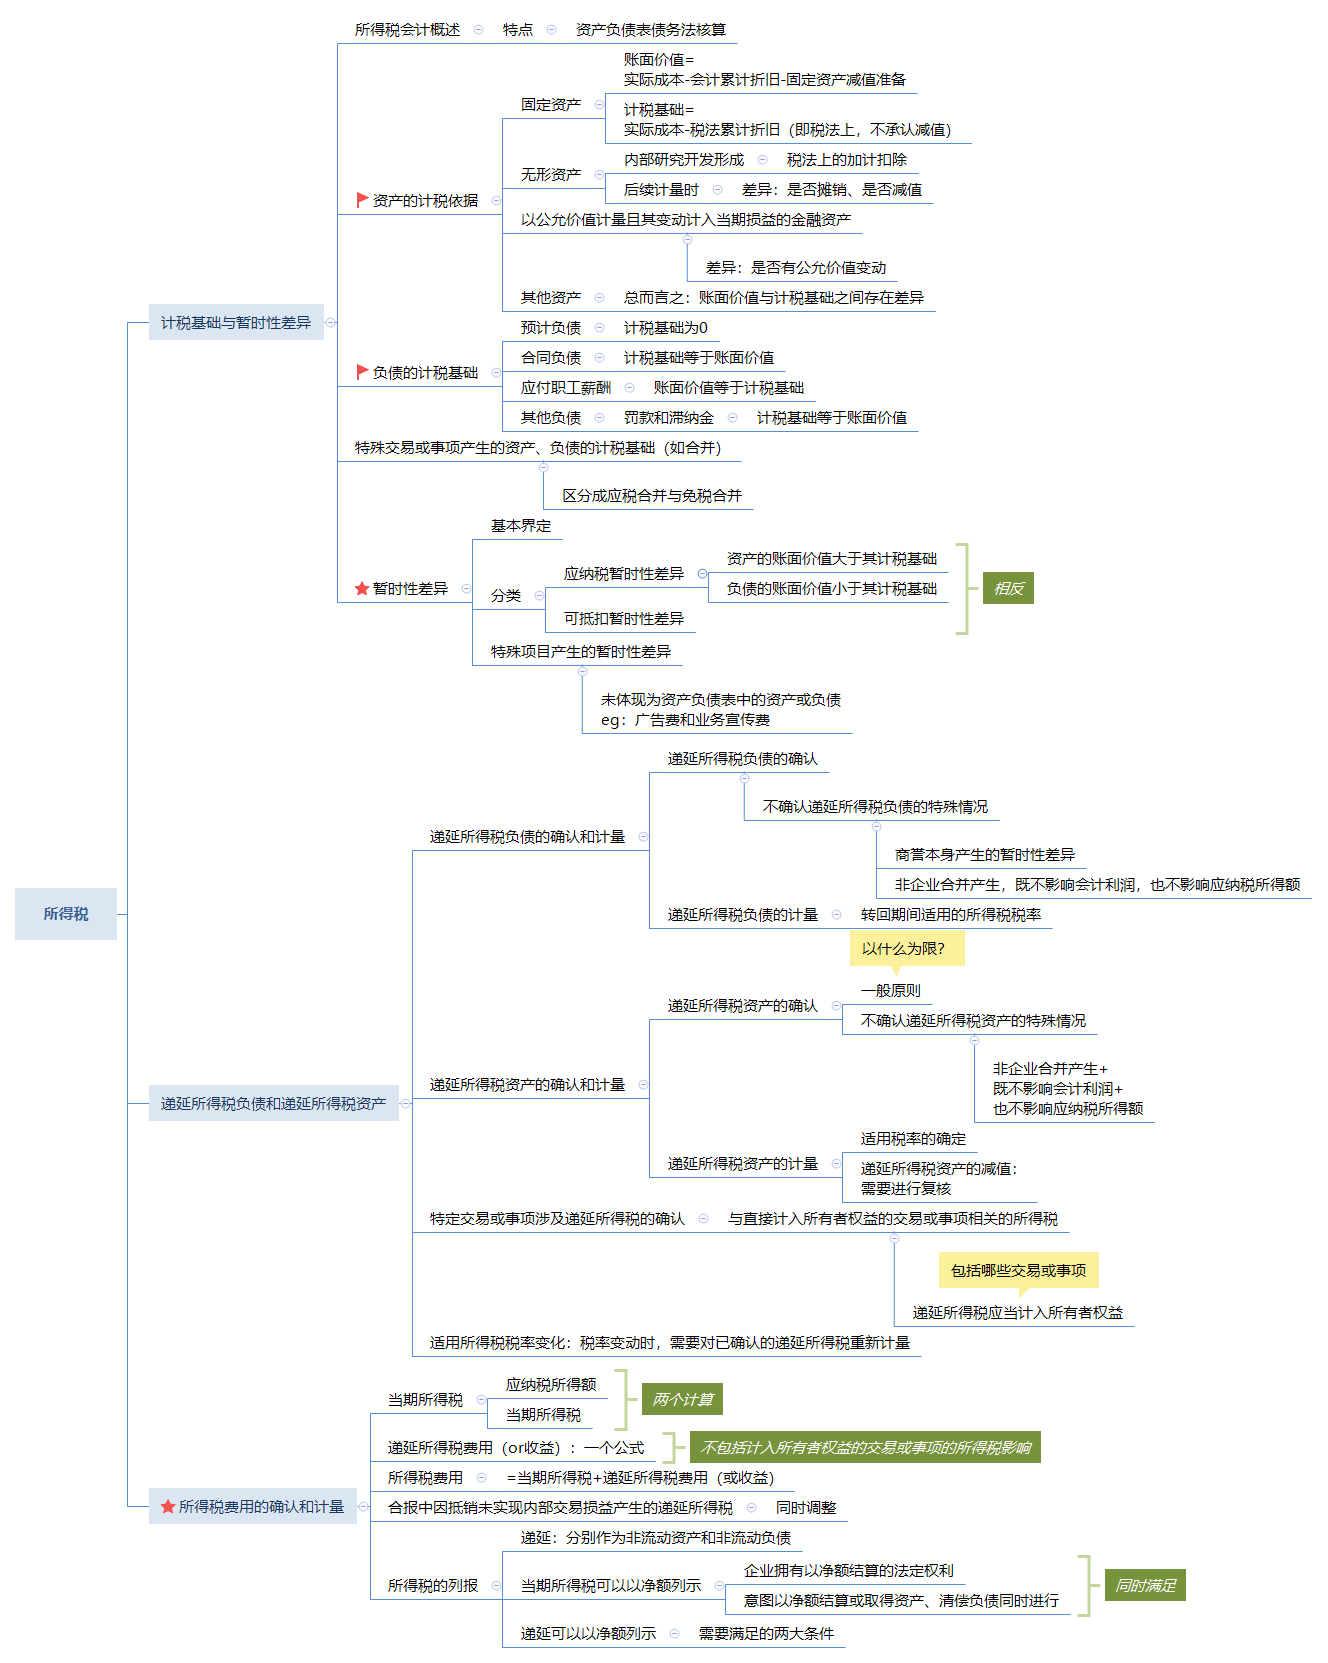 所得税会计概述
特点
资产负债表债务法核算
账面价值=
实际成本-会计累计折旧-固定资产减值准备
固定资产
计税基础=
实际成本-税法累计折旧（即税法上，不承认减值）
内部研究开发形成
税法上的加计扣除
无形资产
后续计量时
差异：是否摊销、是否减值
资产的计税依据
以公允价值计量且其变动计入当期损益的金融资产
差异：是否有公允价值变动
其他资产
总而言之：账面价值与计税基础之间存在差异
计税基础与暂时性差异
预计负债
计税基础为0
合同负债
计税基础等于账面价值
负债的计税基础
应付职工薪酬
账面价值等于计税基础
其他负债
罚款和滞纳金
计税基础等于账面价值
特殊交易或事项产生的资产、负债的计税基础（如合并）
区分成应税合并与免税合并
基本界定
资产的账面价值大于其计税基础
应纳税暂时性差异
负债的账面价值小于其计税基础
相反
暂时性差异
分类
可抵扣暂时性差异
特殊项目产生的暂时性差异
未体现为资产负债表中的资产或负债
eg：广告费和业务宣传费
递延所得税负债的确认
不确认递延所得税负债的特殊情况
递延所得税负债的确认和计量
商誉本身产生的暂时性差异
非企业合并产生，既不影响会计利润，也不影响应纳税所得额
所得税
递延所得税负债的计量
转回期间适用的所得税税率
以什么为限？
一般原则
递延所得税资产的确认
不确认递延所得税资产的特殊情况
非企业合并产生+
既不影响会计利润+
也不影响应纳税所得额
递延所得税资产的确认和计量
递延所得税负债和递延所得税资产
适用税率的确定
递延所得税资产的计量
递延所得税资产的减值：
需要进行复核
特定交易或事项涉及递延所得税的确认
与直接计入所有者权益的交易或事项相关的所得税
包括哪些交易或事项
递延所得税应当计入所有者权益
适用所得税税率变化：税率变动时，需要对已确认的递延所得税重新计量
应纳税所得额
当期所得税
两个计算
当期所得税
递延所得税费用（or收益）：一个公式
不包括计入所有者权益的交易或事项的所得税影响
所得税费用
=当期所得税+递延所得税费用（或收益）
所得税费用的确认和计量
合报中因抵销未实现内部交易损益产生的递延所得税
同时调整
递延：分别作为非流动资产和非流动负债
企业拥有以净额结算的法定权利
所得税的列报
当期所得税可以以净额列示
同时满足
意图以净额结算或取得资产、清偿负债同时进行
递延可以以净额列示
需要满足的两大条件